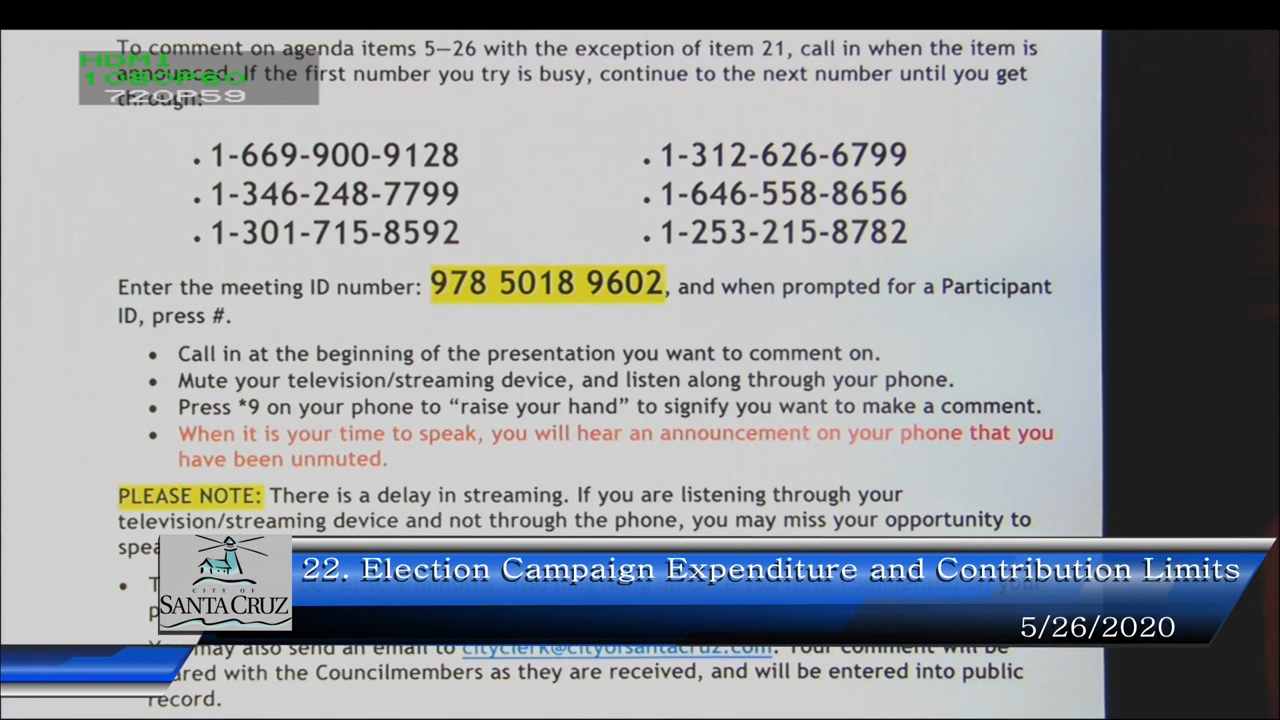 To comment on agenda items 5–26 with the exception of item 21, call in when the item is
HDMI
announced. If the first number you try is busy, continue to the next number until you get
1080P60
720P59
through:
• 1-669-900-9128
• 1-312-626-6799
• 1-346-248-7799
• 1-646-558-8656
• 1-301-715-8592
• 1-253-215-8782
Enter the meeting ID number: 978 5018 9602, and when prompted for a Participant
ID, press #.
• Call in at the beginning of the presentation you want to comment on.
• Mute your television/streaming device, and listen along through your phone.
• Press *9 on your phone to “raise your hand” to signify you want to make a comment.
• When it is your time to speak, you will hear an announcement on your phone that you
have been unmuted.
PLEASE NOTE: There is a delay in streaming. If you are listening through your
television/streaming device and not through the phone, you may miss your opportunity to
22. Election Campaign Expenditure and Contribution Limits
CITY OF
SANTA CRUZ
5/26/2020
may also send an email to cityclerk@cityofsantacruz.com. Your comment will be
with the Councilmembers as they are received, and will be entered into public
record.